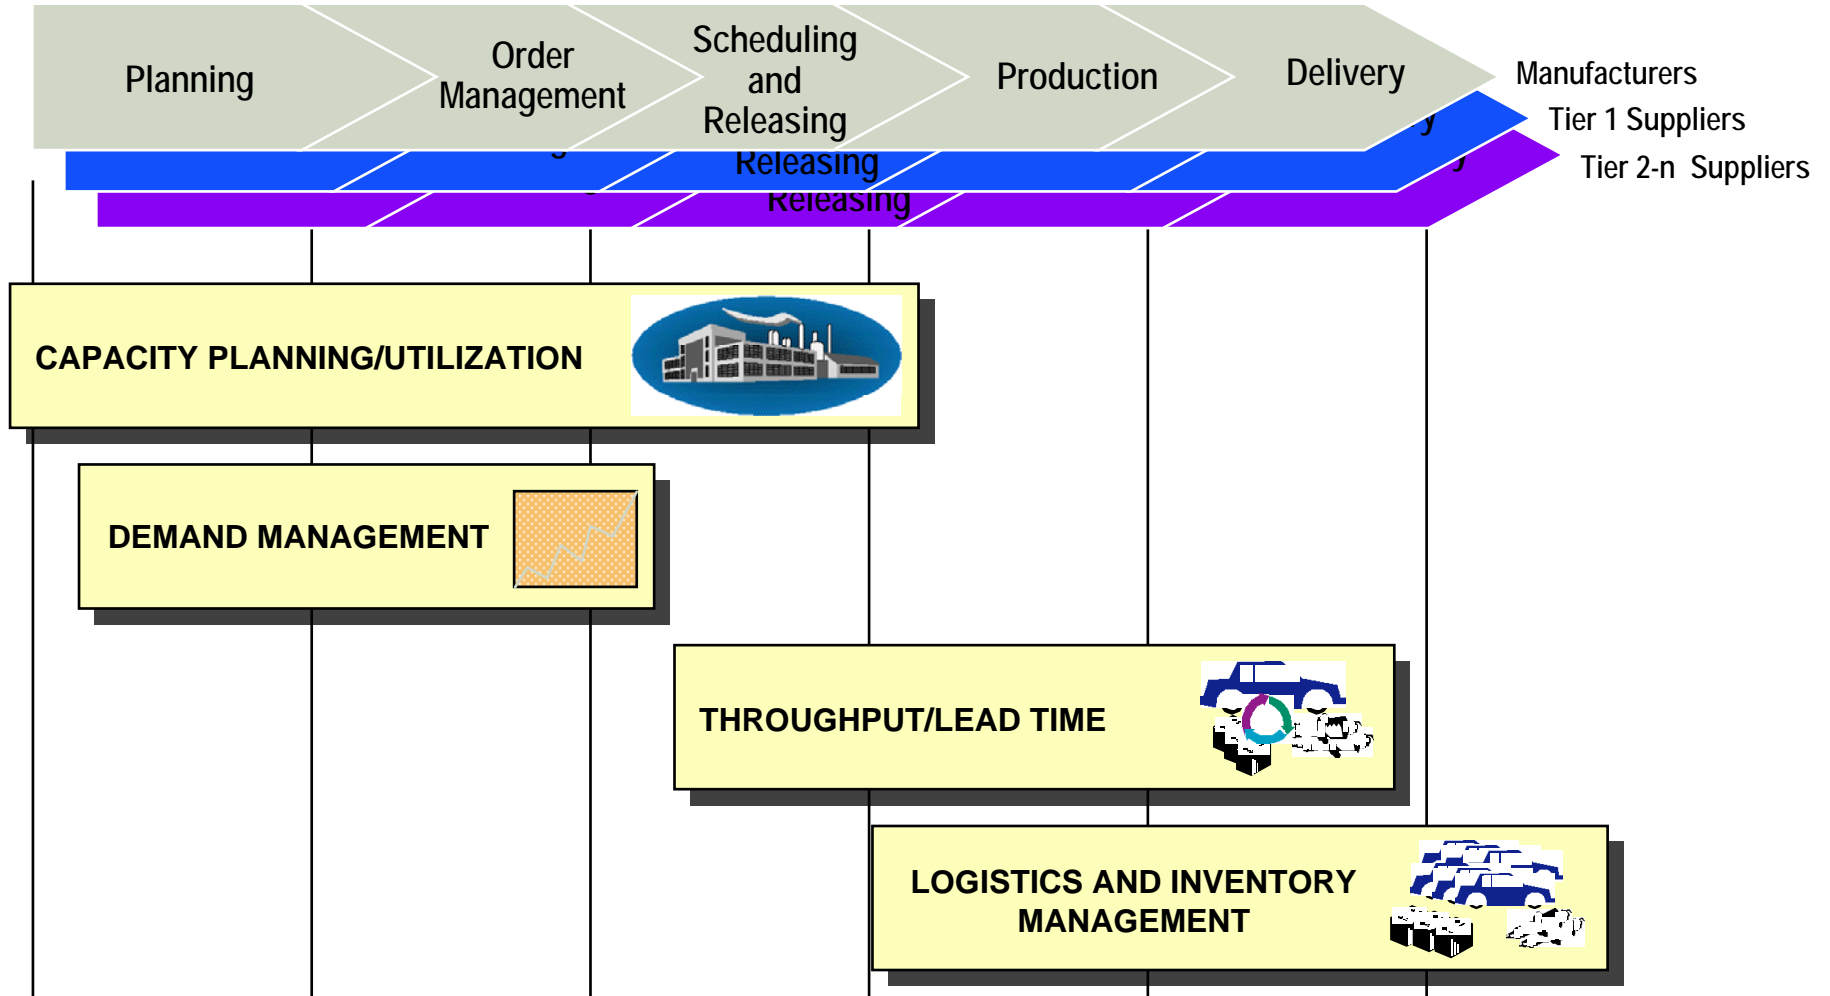 Planning
Order
Management
Scheduling
and
Releasing
Production
Delivery
Manufacturers
Tier 1 Suppliers
Tier 2-n Suppliers
Releasing
Releasing
CAPACITY PLANNING/UTILIZATION
DEMAND MANAGEMENT
THROUGHPUT/LEAD TIME
LOGISTICS AND INVENTORY
MANAGEMENT